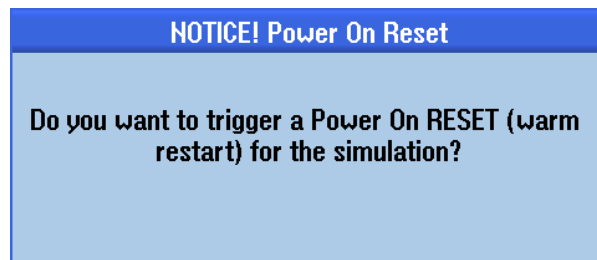 NOTICE! Power On Reset
Do you want to trigger a Power On RESET (warm
restart) for the simulation?